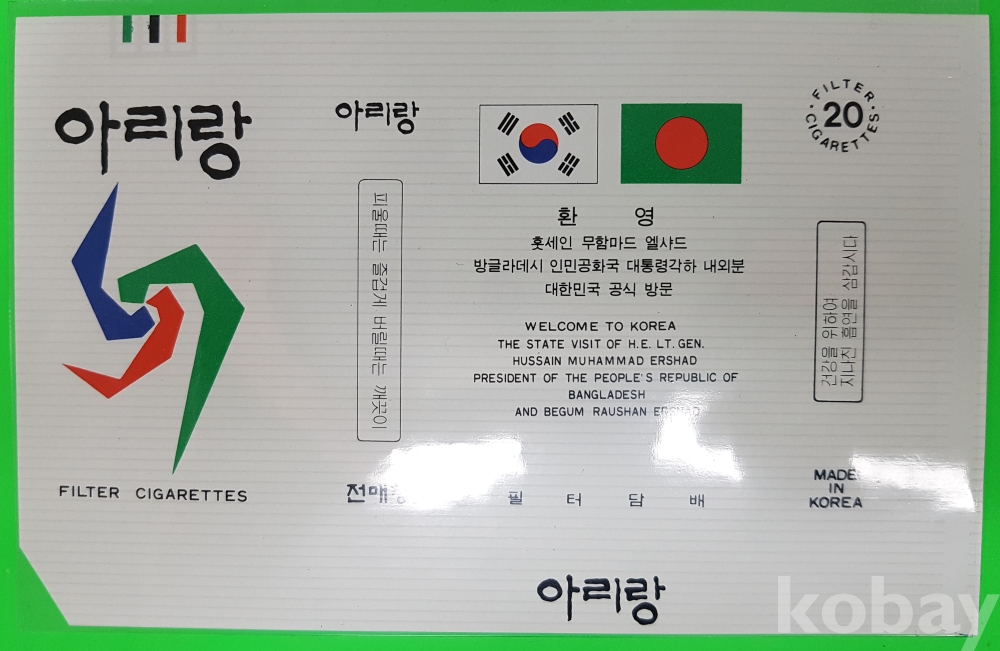 아리랑
FILTER CIGARETTES
아리랑
피울때는 즐겁게 버릴때는 깨끗이
전매청
환 영
훗세인 무함마드 엘샤드
방글라데시 인민공화국 대통령각하 내외분
대한민국 공식 방문
WELCOME TO KOREA
THE STATE VISIT OF H.E. LT. GEN.
HUSSAIN MUHAMMAD ERSHAD
PRESIDENT OF THE PEOPLE'S REPUBLIC OF
BANGLADESH
AND BEGUM RAUSHAN ERSHAD
필 터 담 배
아리랑
·FILTER·
20
CIGARETTES
건강을 위하여
지나친 흡연을 삼갑시다
MADE
IN
KOREA
kobay